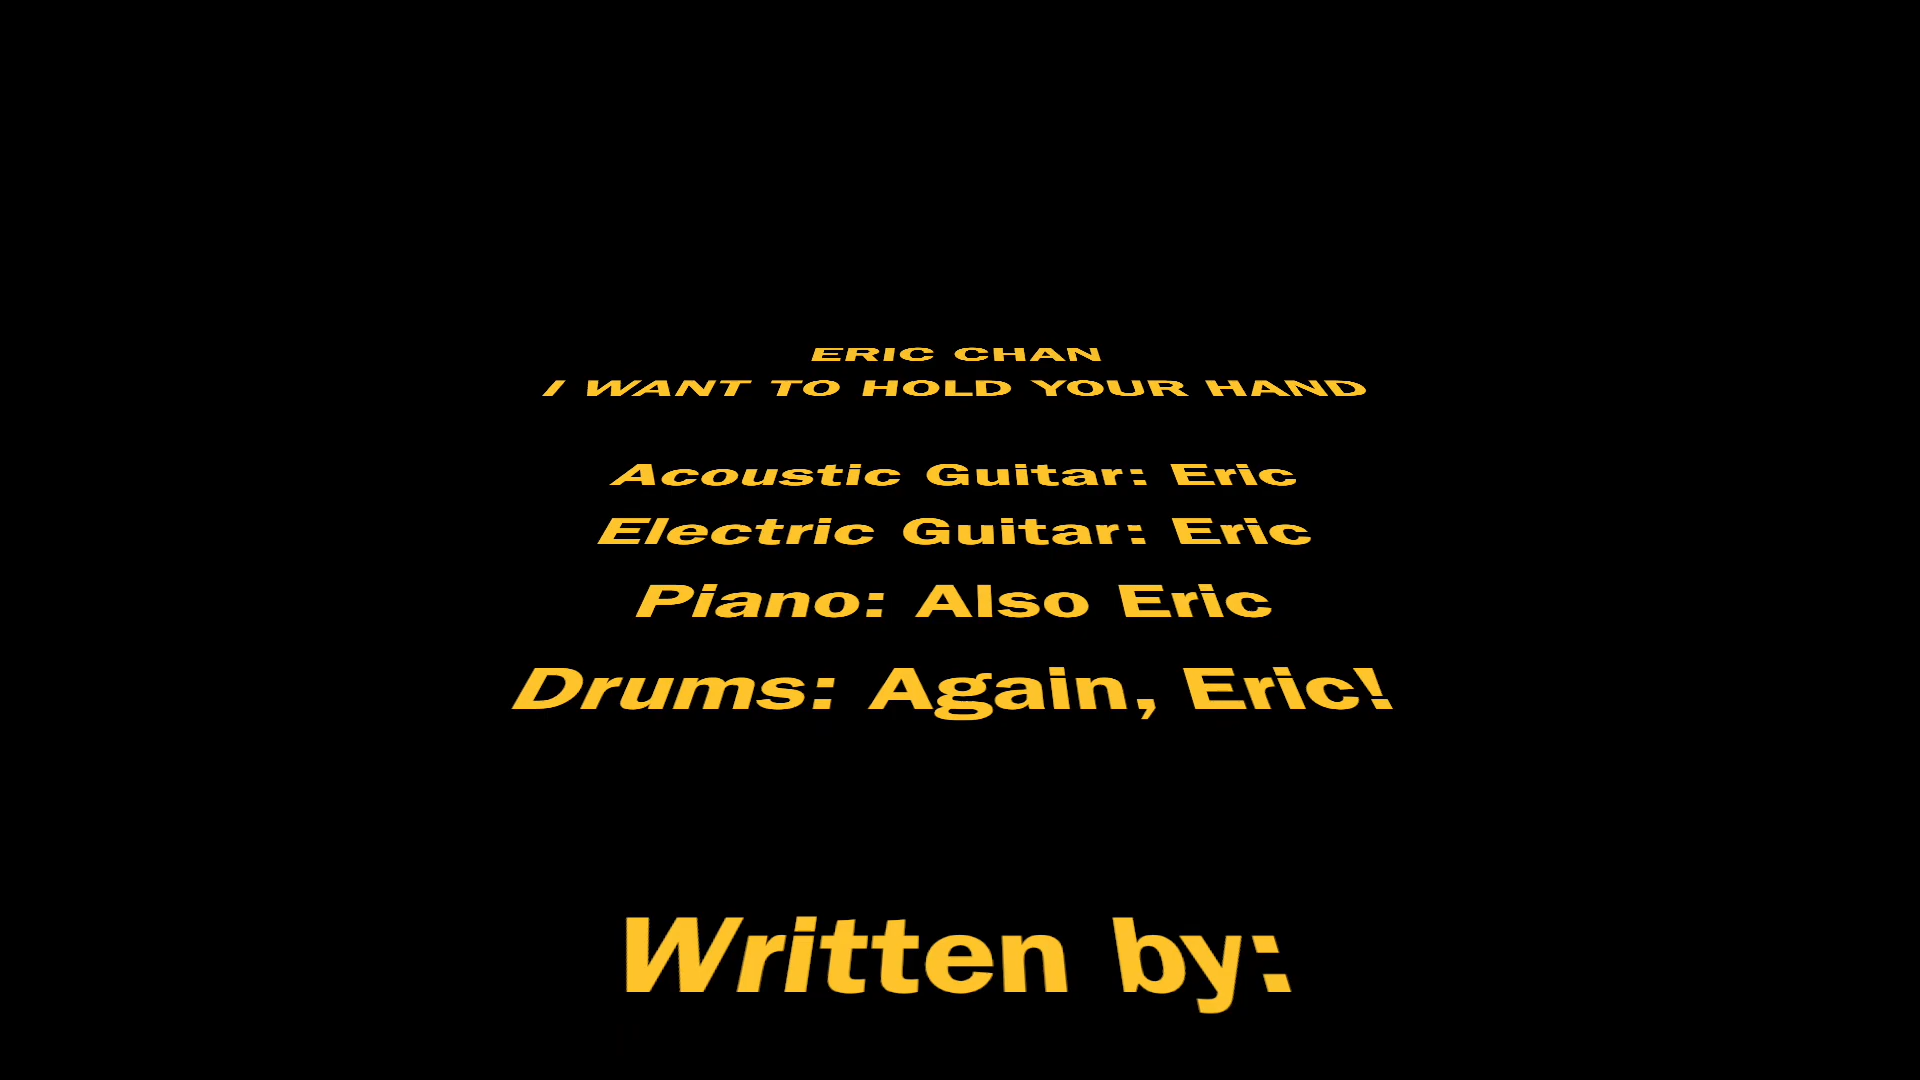 ERIC CHAN
I WANT TO HOLD YOUR HAND
Acoustic Guitar: Eric
Electric Guitar: Eric
Piano: Also Eric
Drums: Again, Eric!
Written by: